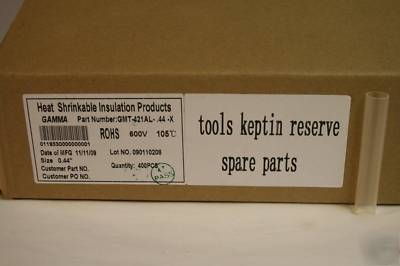 Heat Shrinkable Insulation Products
GAMMA Part Number:GMT-421AL-.44 -X
ROHS 600V 105°C
0119330000000001
Date of MFG 11/11/09 Lot NO. 090110208
Size 0.44"
Quantity: 400PCS
Customer Part NO.
Customer PO NO.
tools keptin reserve
spare parts